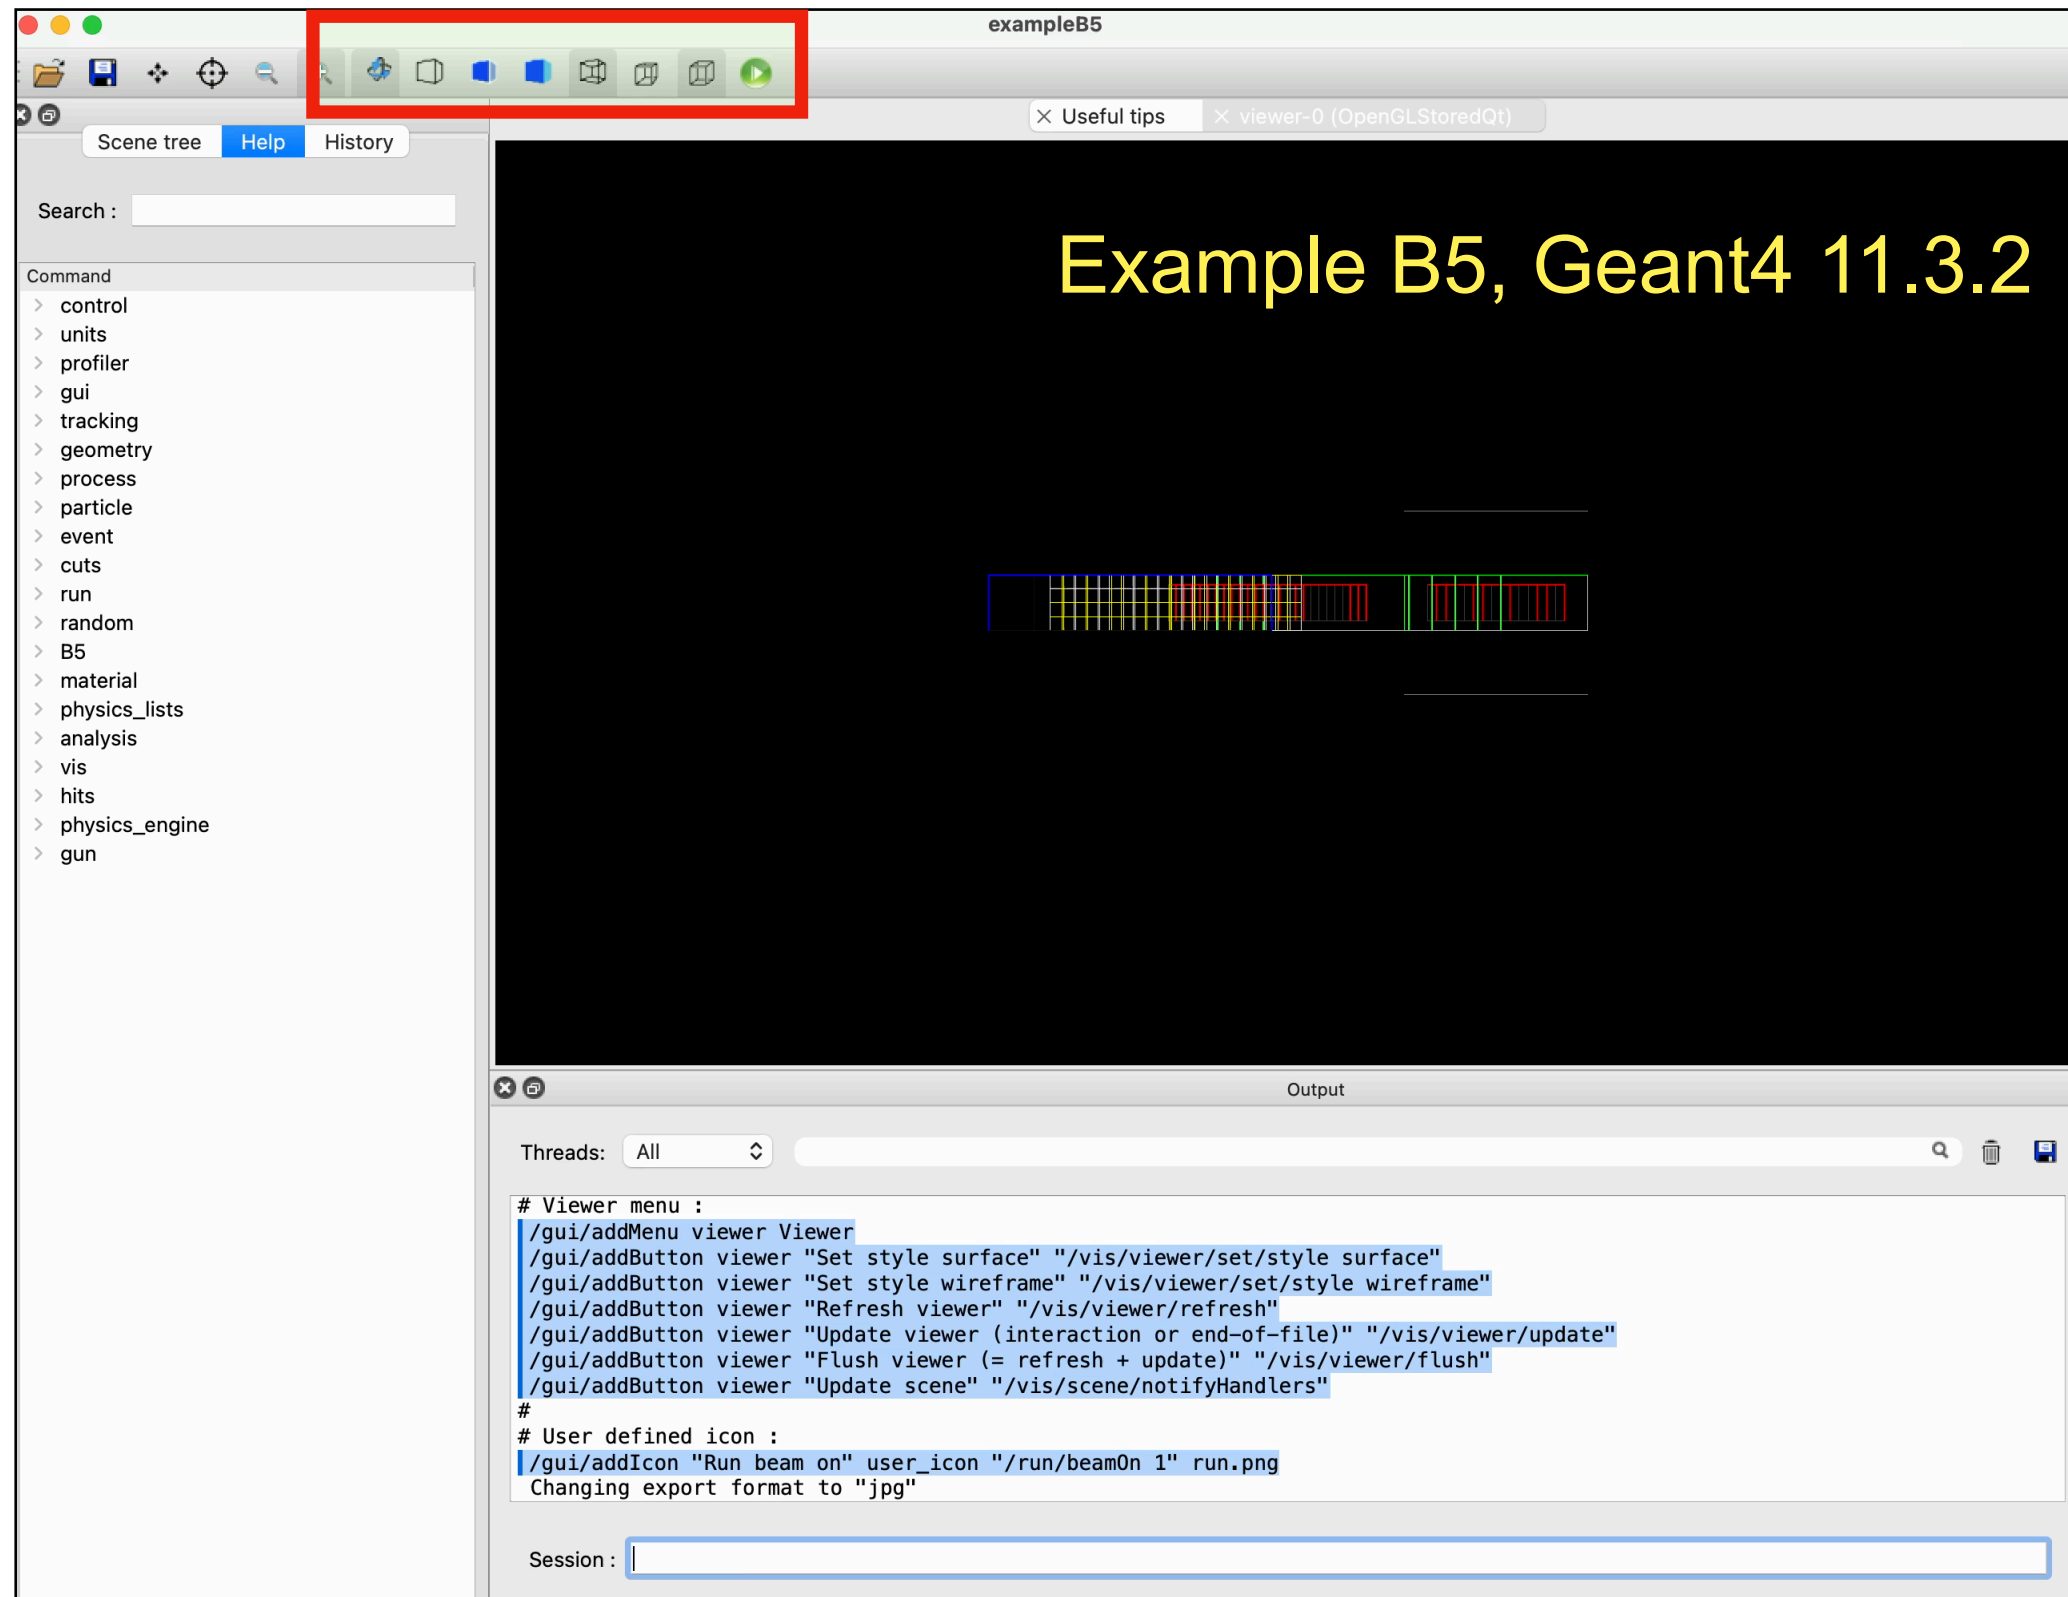 exampleB5
Useful tips
viewer-0 (OpenGLStoredQt)
Scene tree
Help
History
Search :
Command
control
units
profiler
gui
tracking
geometry
process
particle
event
cuts
run
random
B5
material
physics_lists
analysis
vis
hits
physics_engine
gun
Example B5, Geant4 11.3.2
Output
Threads: All
# Viewer menu :
/gui/addMenu viewer Viewer
/gui/addButton viewer "Set style surface" "/vis/viewer/set/style surface"
/gui/addButton viewer "Set style wireframe" "/vis/viewer/set/style wireframe"
/gui/addButton viewer "Refresh viewer" "/vis/viewer/refresh"
/gui/addButton viewer "Update viewer (interaction or end-of-file)" "/vis/viewer/update"
/gui/addButton viewer "Flush viewer (= refresh + update)" "/vis/viewer/flush"
/gui/addButton viewer "Update scene" "/vis/scene/notifyHandlers"
#
# User defined icon :
/gui/addIcon "Run beam on" user_icon "/run/beamOn 1" run.png
Changing export format to "jpg"
Session :